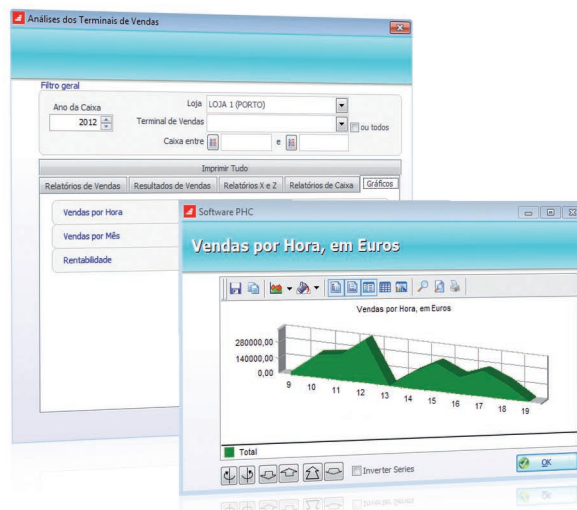 Análises dos Terminais de Vendas
Filtro geral
Ano da Caixa
2012
Loja
LOJA 1 (PORTO)
Terminal de Vendas
ou todos
Caixa entre
e
Imprimir Tudo
Relatórios de Vendas
Resultados de Vendas
Relatórios X e Z
Relatórios de Caixa
Gráficos
Vendas por Hora
Vendas por Mês
Rentabilidade
Software PHC
Vendas por Hora, em Euros
Vendas por Hora, em Euros
280000,00
140000,00
0,00
9 10 11 12 13 14 15 16 17 18 19
Total
Inverter Series
OK